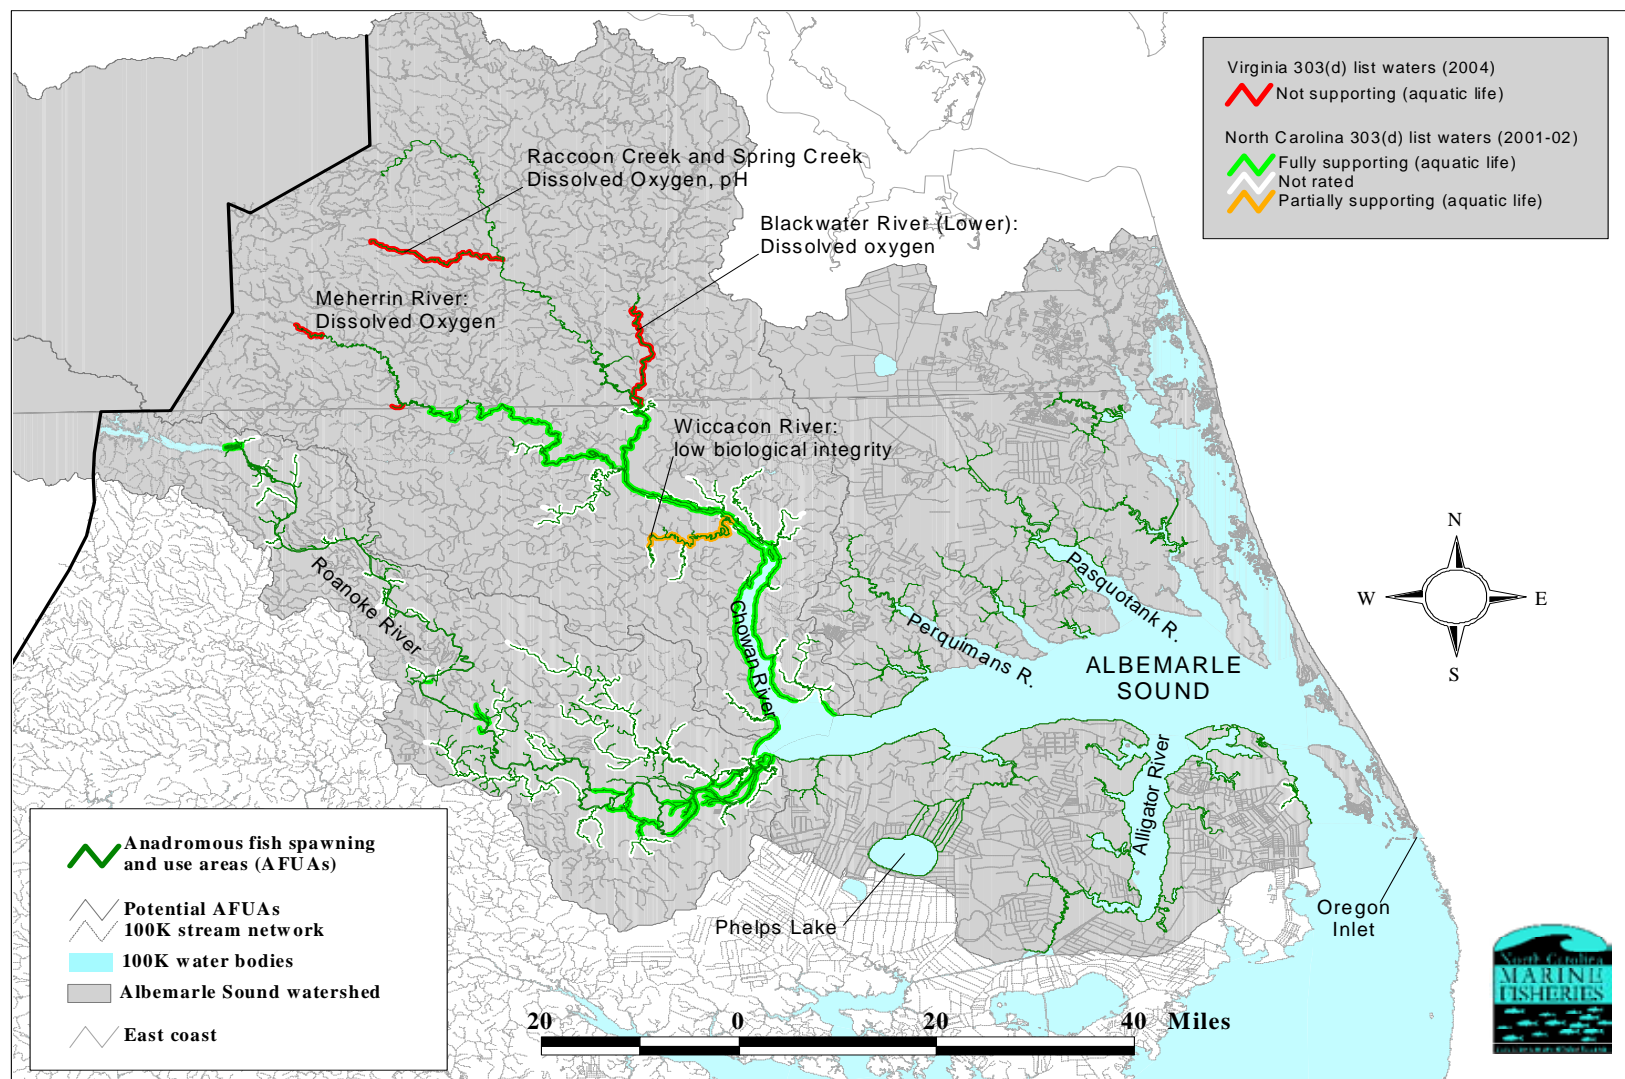 Virginia 303(d) list waters (2004)
Not supporting (aquatic life)
North Carolina 303(d) list waters (2001-02)
Fully supporting (aquatic life)
Not rated
Partially supporting (aquatic life)
Raccoon Creek and Spring Creek
Dissolved Oxygen, pH
Blackwater River (Lower):
Dissolved oxygen
Meherrin River:
Dissolved Oxygen
Wiccacon River:
low biological integrity
Roanoke River
Chowan River
Perquimans R.
Pasquotank R.
ALBEMARLE
SOUND
Alligator River
Phelps Lake
Oregon
Inlet
N
W
E
S
Anadromous fish spawning
and use areas (AFUAs)
Potential AFUAs
100K stream network
100K water bodies
Albemarle Sound watershed
East coast
20 0 20 40 Miles
North Carolina
MARINE
FISHERIES